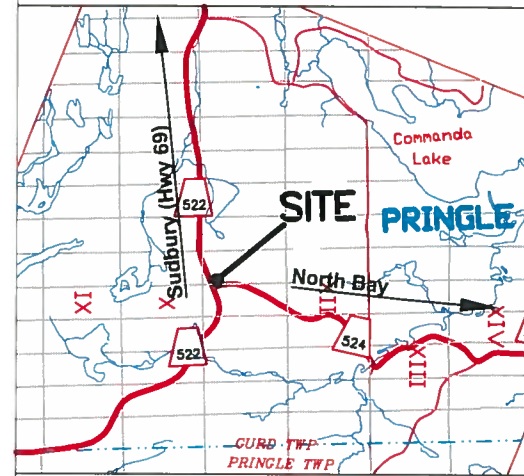 Commanda
Lake
Sudbury (Hwy 69)
522
SITE
PRINGLE
North Bay
XI
X
XII
XIV
522
524
XIII
GURD TWP
PRINGLE TWP